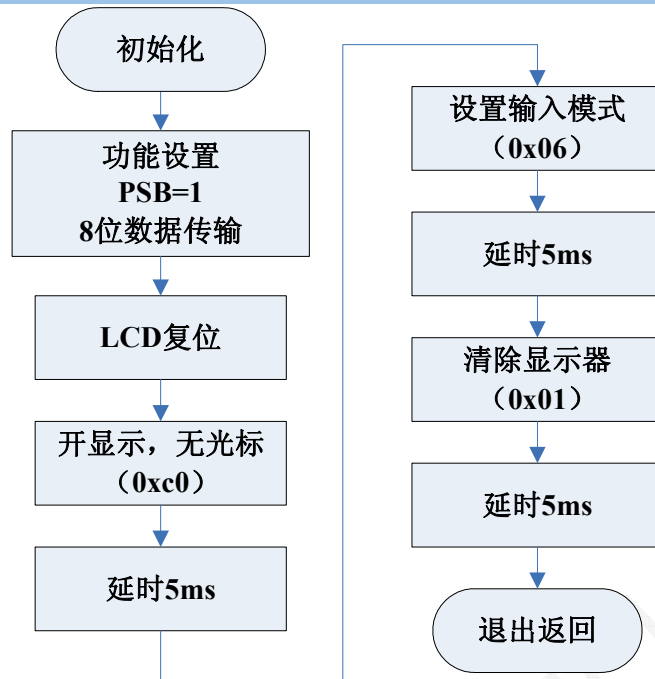 初始化
功能设置
PSB=1
8位数据传输
LCD复位
开显示，无光标
（0xc0）
延时5ms
设置输入模式
（0x06）
延时5ms
清除显示器
（0x01）
延时5ms
退出返回